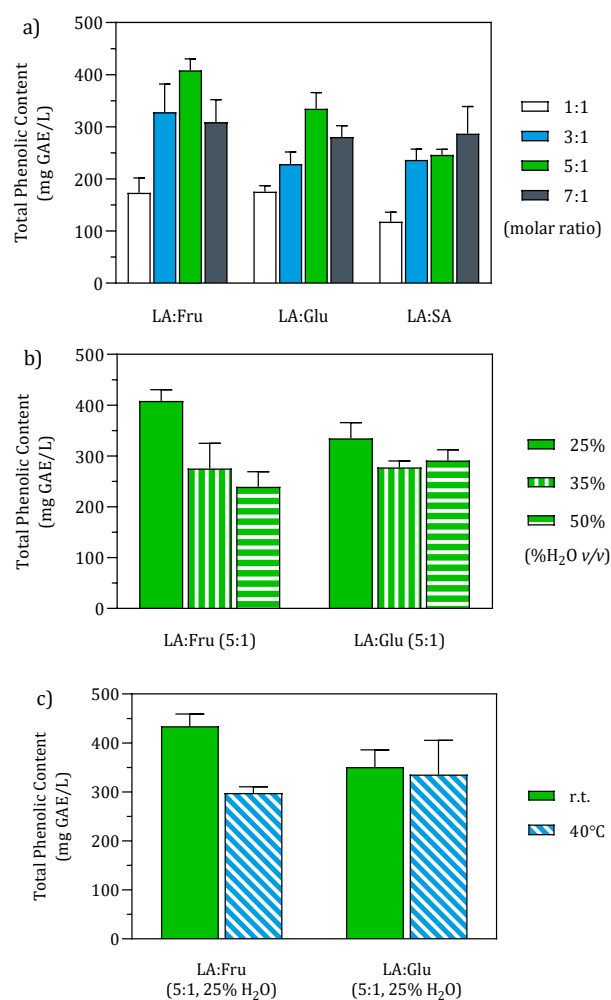 a)
Total Phenolic Content
(mg GAE/L)
500
400
300
200
100
0
LA:Fru
LA:Glu
LA:SA
1:1
3:1
5:1
7:1
(molar ratio)
b)
Total Phenolic Content
(mg GAE/L)
500
400
300
200
100
0
LA:Fru (5:1)
LA:Glu (5:1)
25%
35%
50%
(%H₂O v/v)
c)
Total Phenolic Content
(mg GAE/L)
500
400
300
200
100
0
LA:Fru
(5:1, 25% H₂O)
LA:Glu
(5:1, 25% H₂O)
r.t.
40°C